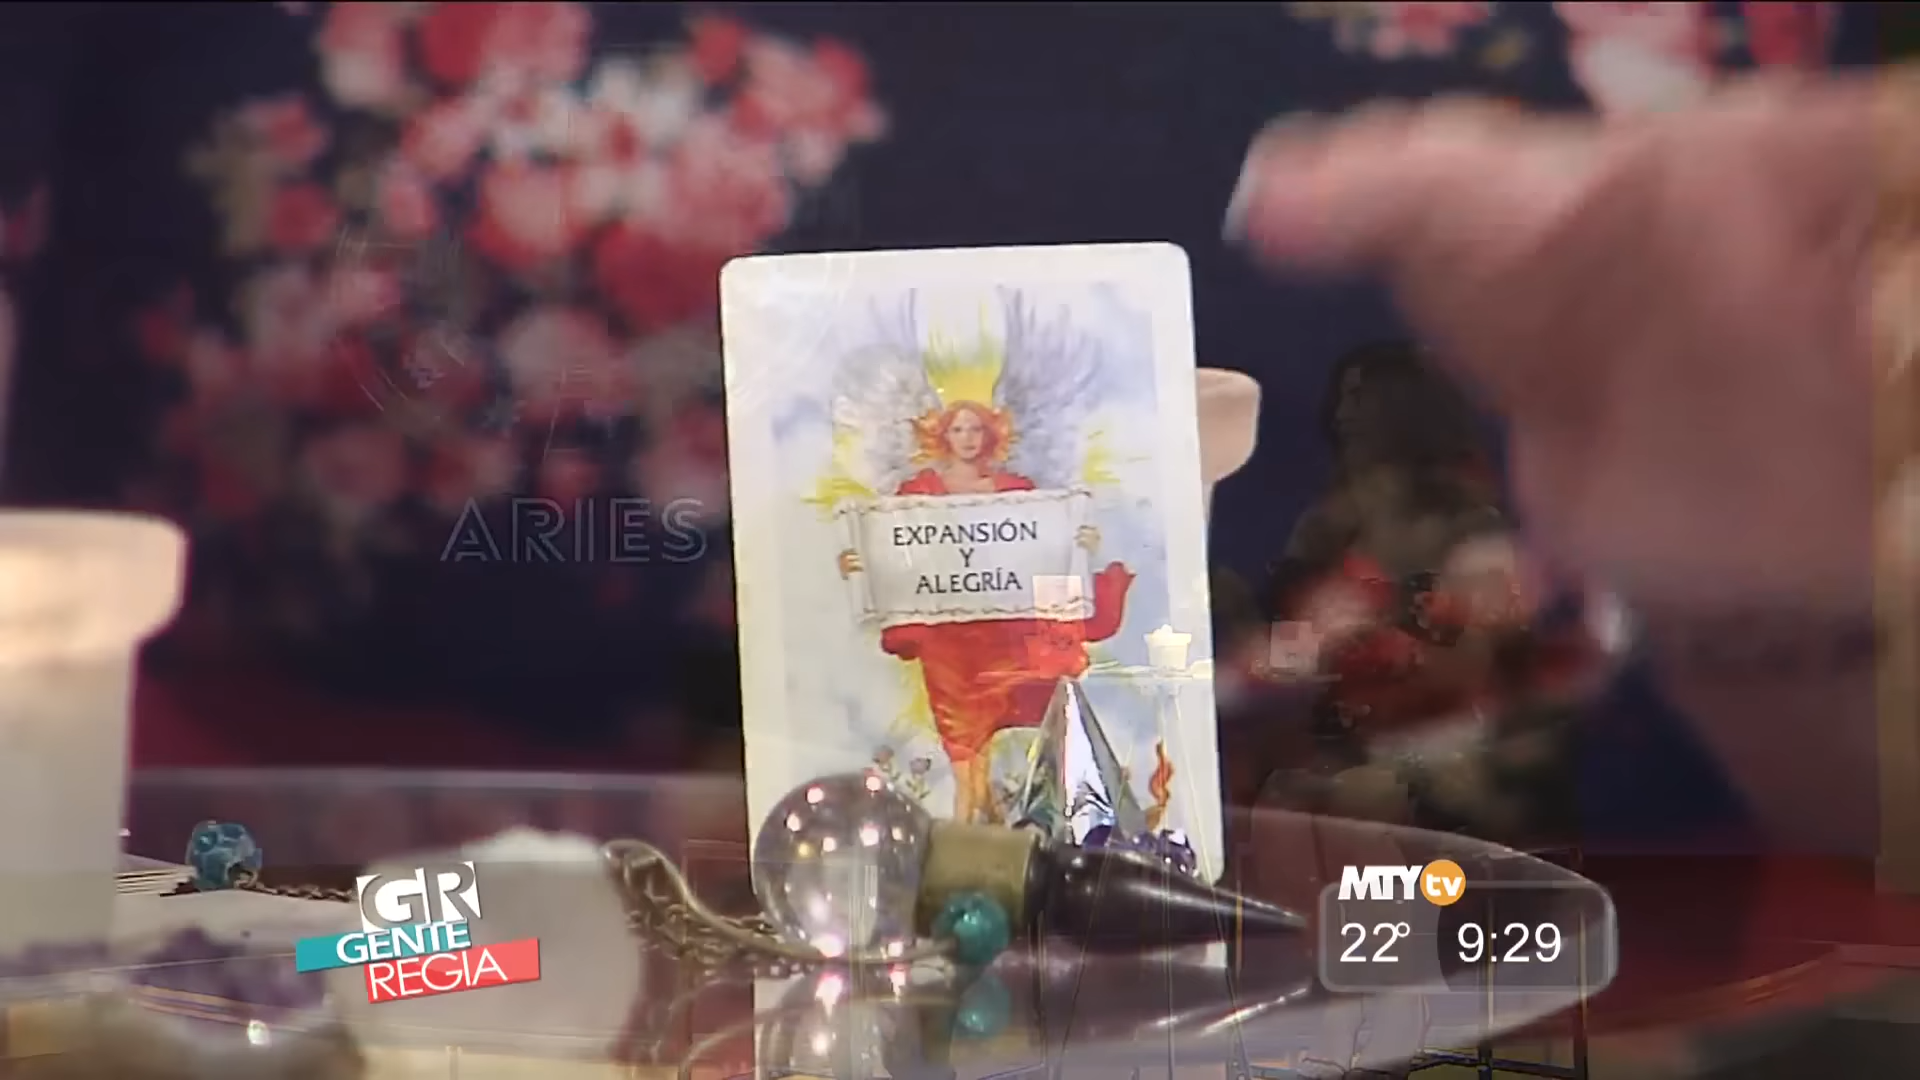 ARIES
EXPANSIÓN
Y
ALEGRÍA
GR
GENTE
REGIA
MTY tv
22° 9:29